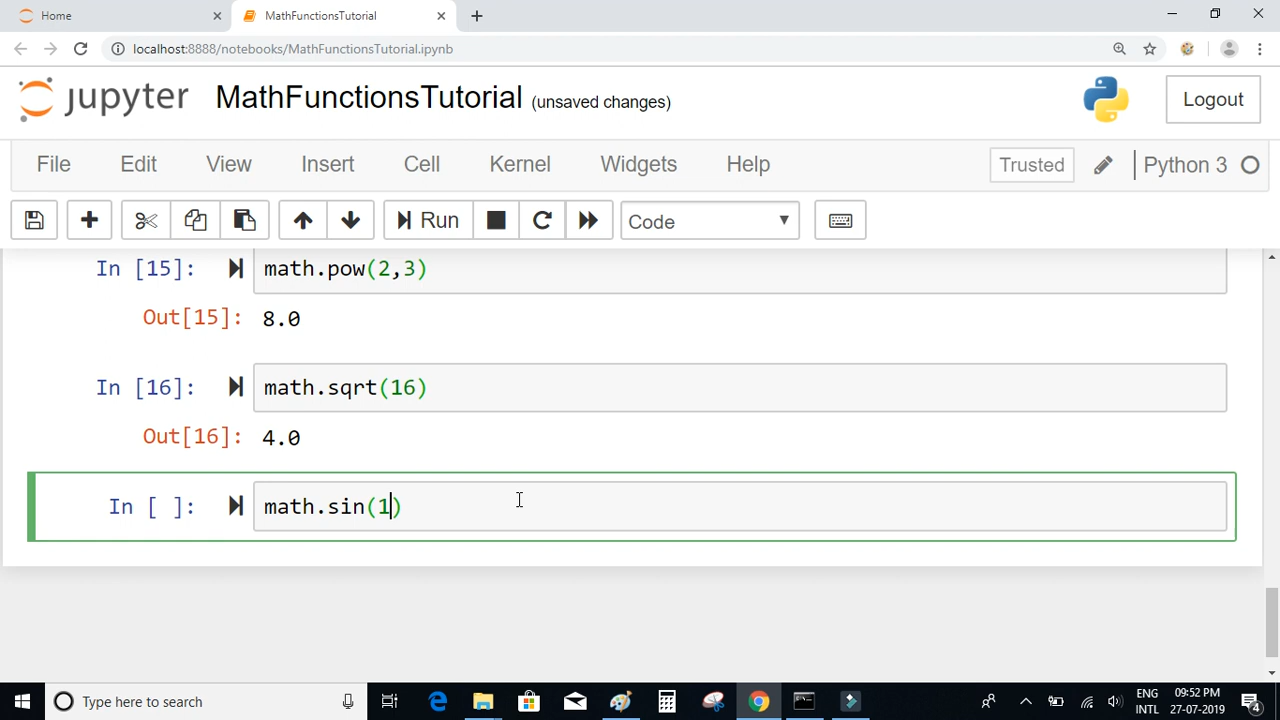 Home
MathFunctionsTutorial
localhost:8888/notebooks/MathFunctionsTutorial.ipynb
jupyter MathFunctionsTutorial (unsaved changes)
Logout
File Edit View Insert Cell Kernel Widgets Help Trusted Python 3
Run Code
In [15]: math.pow(2,3)
Out[15]: 8.0
In [16]: math.sqrt(16)
Out[16]: 4.0
In [ ]: math.sin(1)
Type here to search
ENG
INTL
09:52 PM
27-07-2019
4